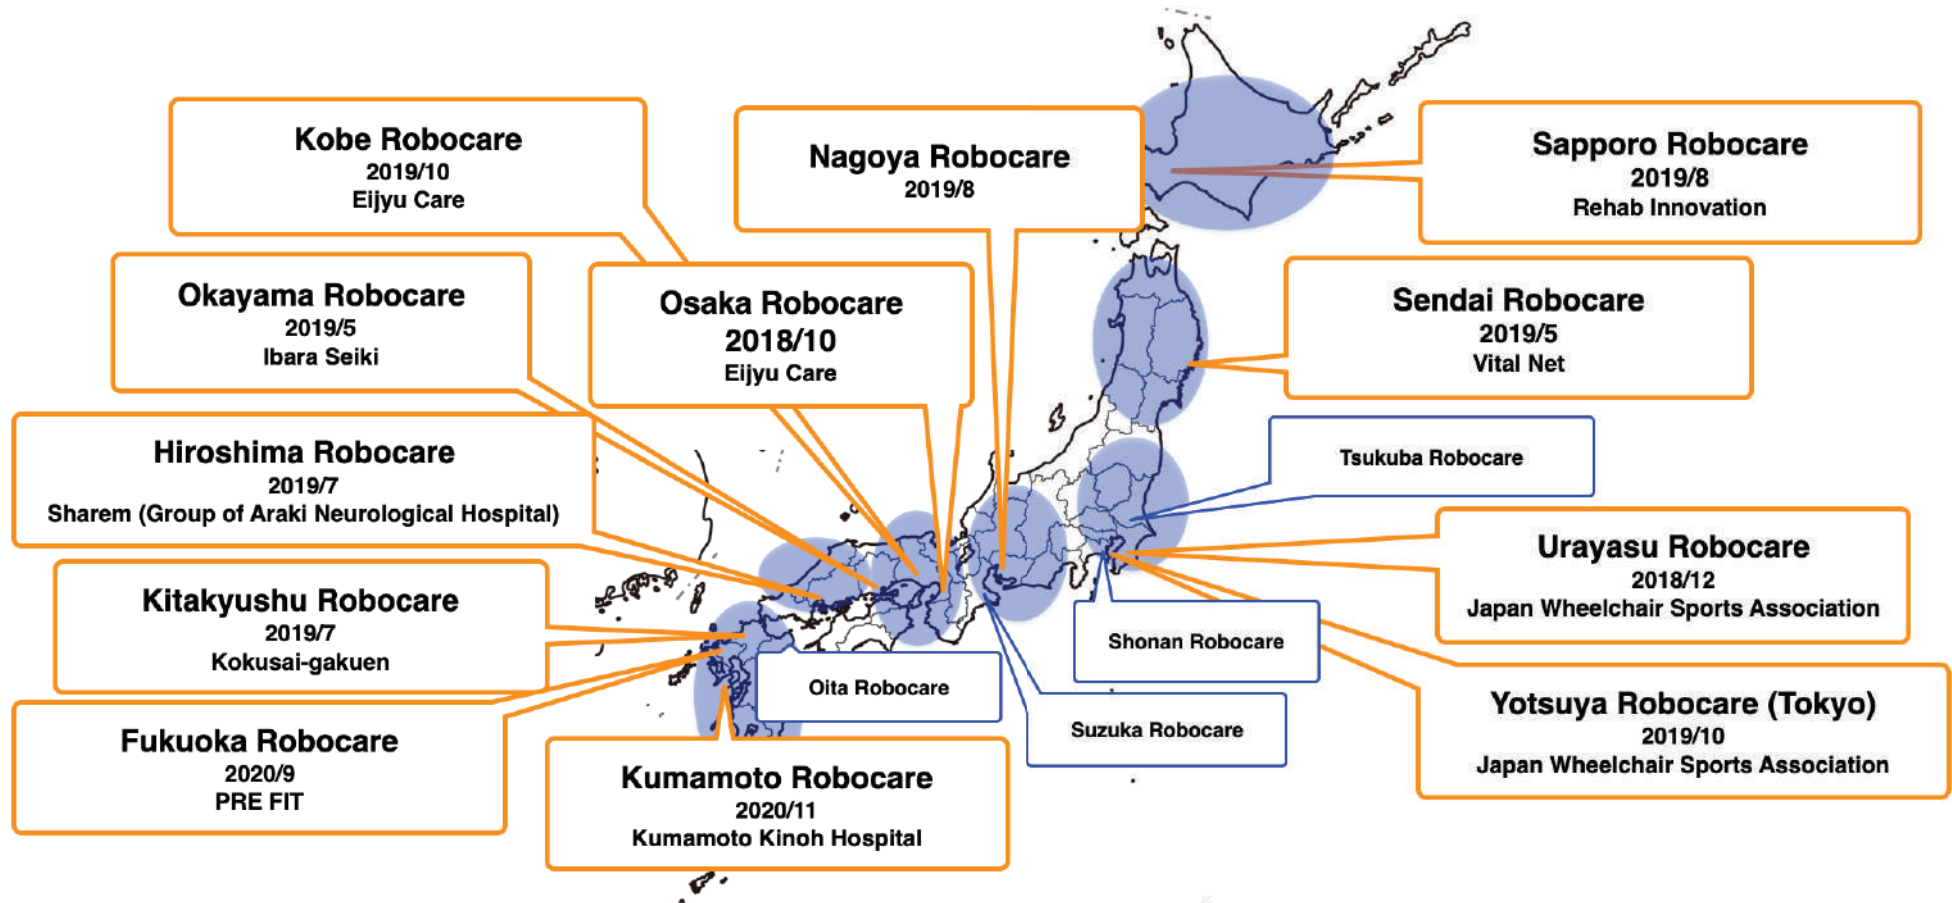 Kobe Robocare
2019/10
Eijyu Care
Nagoya Robocare
2019/8
Sapporo Robocare
2019/8
Rehab Innovation
Okayama Robocare
2019/5
Ibara Seiki
Osaka Robocare
2018/10
Eijyu Care
Sendai Robocare
2019/5
Vital Net
Hiroshima Robocare
2019/7
Sharem (Group of Araki Neurological Hospital)
Tsukuba Robocare
Urayasu Robocare
2018/12
Japan Wheelchair Sports Association
Kitakyushu Robocare
2019/7
Kokusai-gakuen
Shonan Robocare
Oita Robocare
Suzuka Robocare
Yotsuya Robocare (Tokyo)
2019/10
Japan Wheelchair Sports Association
Fukuoka Robocare
2020/9
PRE FIT
Kumamoto Robocare
2020/11
Kumamoto Kinoh Hospital